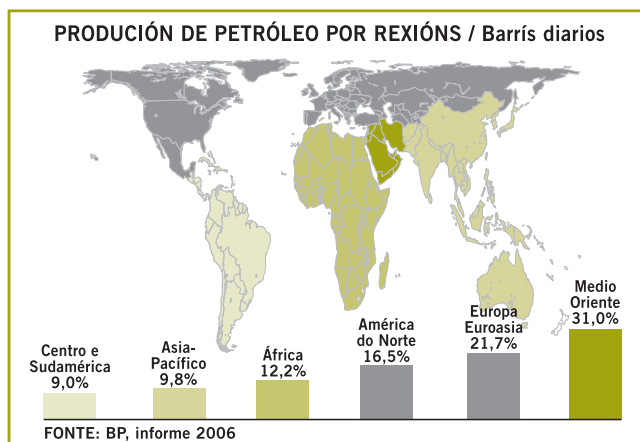 PRODUCIÓN DE PETRÓLEO POR REXIÓNS / Barrís diarios
Centro e
Sudamérica
9,0%
Asia-
Pacífico
9,8%
África
12,2%
América
do Norte
16,5%
Europa
Euroasia
21,7%
Medio
Oriente
31,0%
FONTE: BP, informe 2006